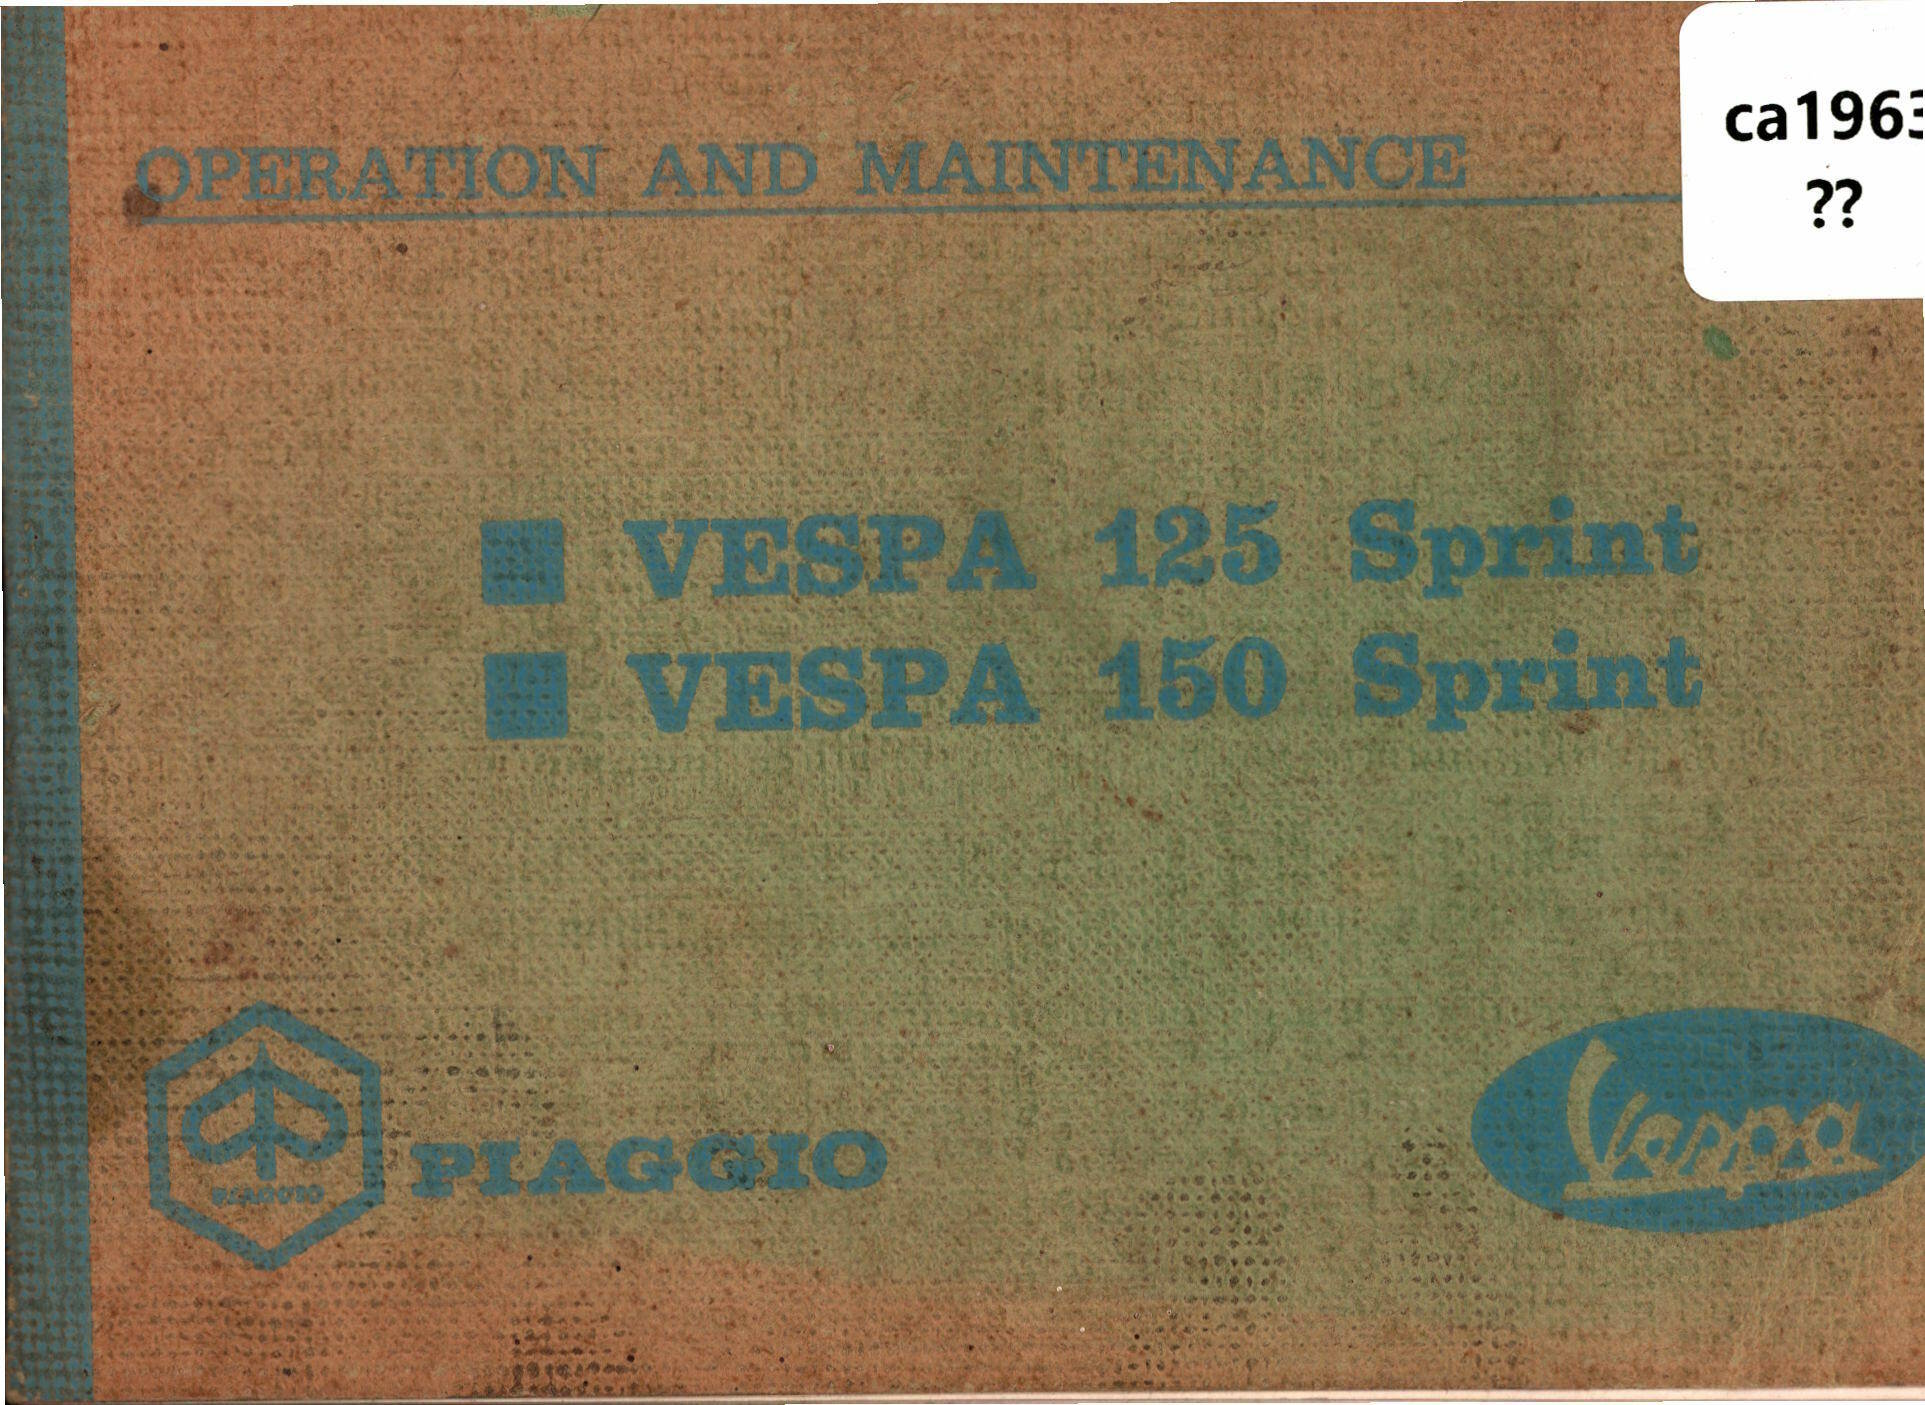 ca1963
??
OPERATION AND MAINTENANCE
VESPA 125 Sprint
VESPA 150 Sprint
PIAGGIO
PIAGGIO
Vespa